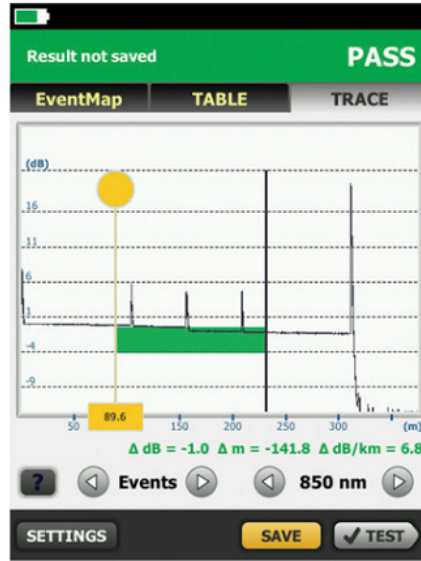 Result not saved PASS
EventMap TABLE TRACE
(dB)
16
11
6
1
-4
-9
89.6
50 150 200 250 300 (m)
Δ dB = -1.0 Δ m = -141.8 Δ dB/km = 6.8
? Events 850 nm
SETTINGS SAVE TEST